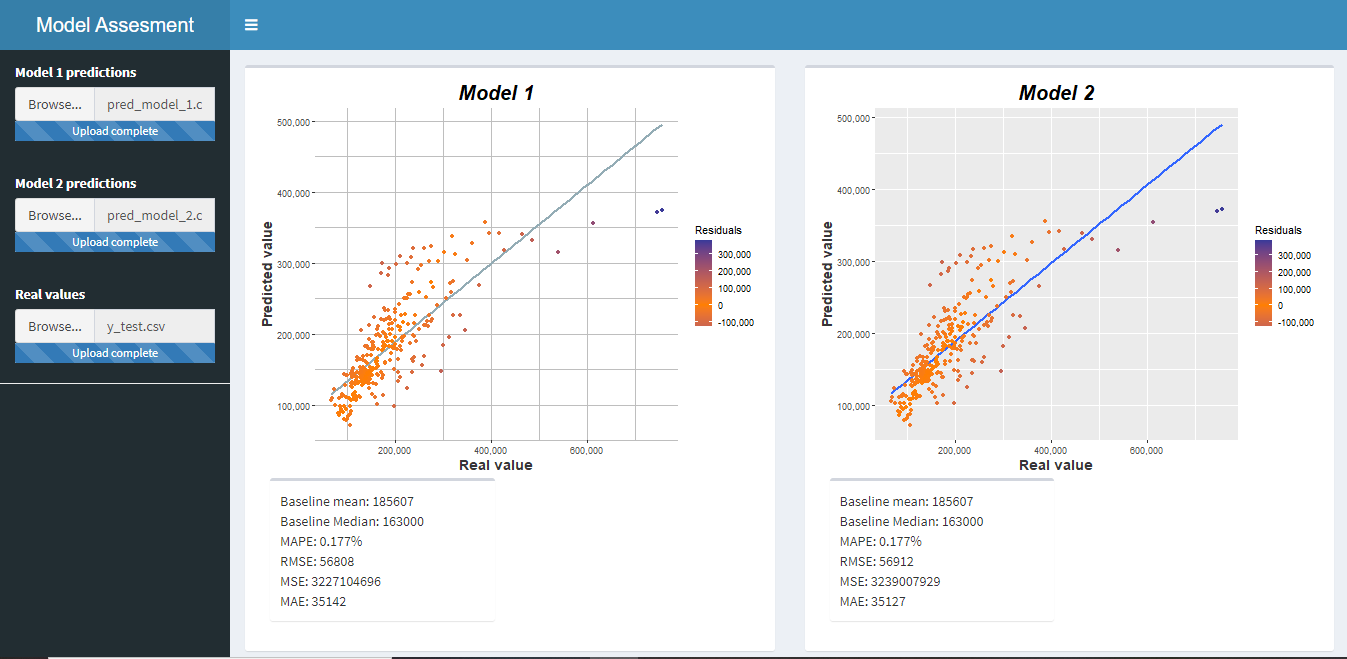 Model Assesment
Model 1 predictions
Browse... pred_model_1.c
Upload complete
Model 2 predictions
Browse... pred_model_2.c
Upload complete
Real values
Browse... y_test.csv
Upload complete
Model 1
500,000
400,000
300,000
200,000
100,000
Predicted value
200,000 400,000 600,000
Real value
Residuals
300,000
200,000
100,000
0
-100,000
Baseline mean: 185607
Baseline Median: 163000
MAPE: 0.177%
RMSE: 56808
MSE: 3227104696
MAE: 35142
Model 2
500,000
400,000
300,000
200,000
100,000
Predicted value
200,000 400,000 600,000
Real value
Residuals
300,000
200,000
100,000
0
-100,000
Baseline mean: 185607
Baseline Median: 163000
MAPE: 0.177%
RMSE: 56912
MSE: 3239007929
MAE: 35127